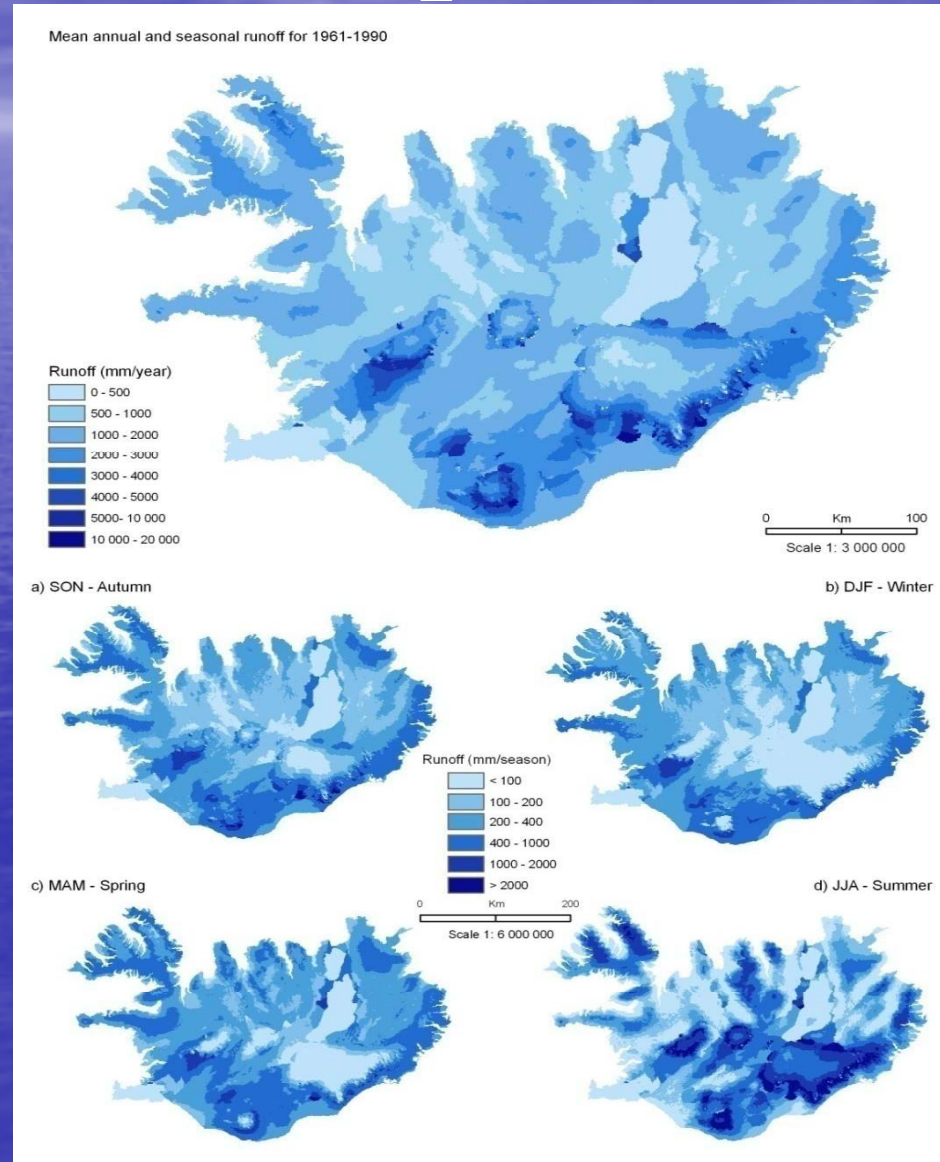 Mean annual and seasonal runoff for 1961-1990
Runoff (mm/year)
0 - 500
500 - 1000
1000 - 2000
2000 - 3000
3000 - 4000
4000 - 5000
5000- 10 000
10 000 - 20 000
0 Km 100
Scale 1: 3 000 000
a) SON - Autumn
b) DJF - Winter
Runoff (mm/season)
< 100
100 - 200
200 - 400
400 - 1000
1000 - 2000
> 2000
c) MAM - Spring
d) JJA - Summer
0 Km 200
Scale 1: 6 000 000